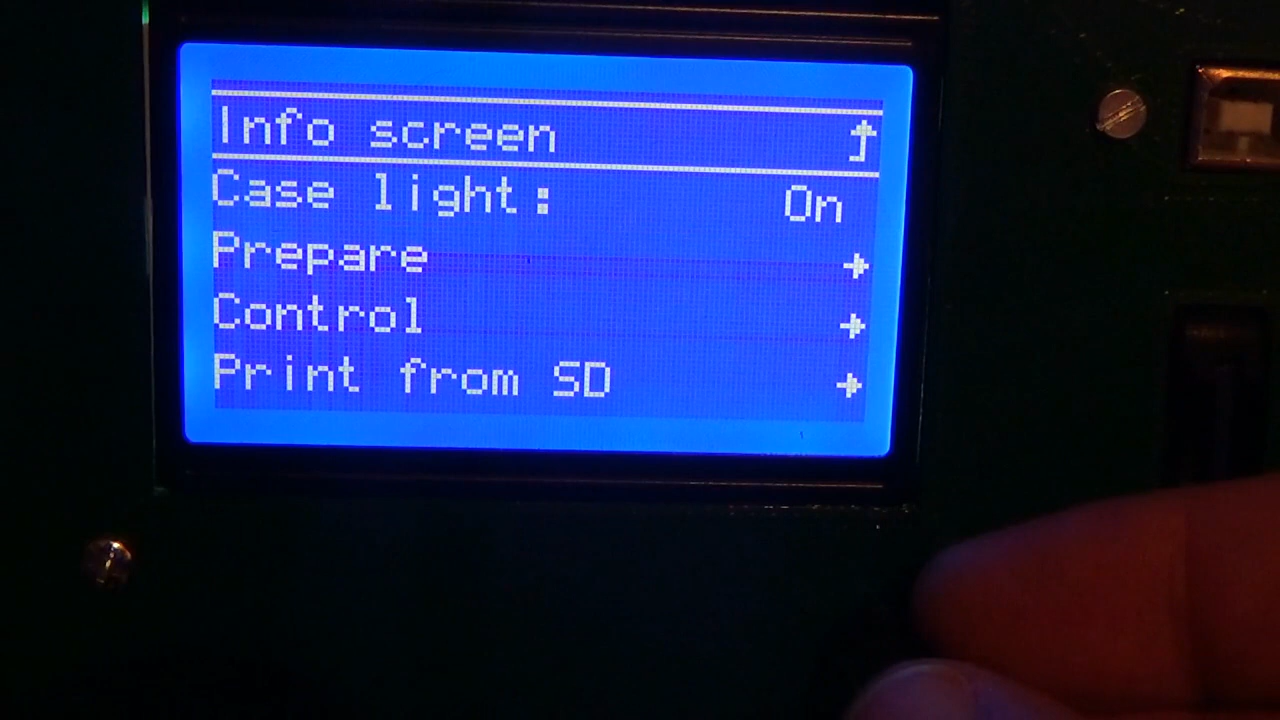 Info screen
Case light: On
Prepare
Control
Print from SD